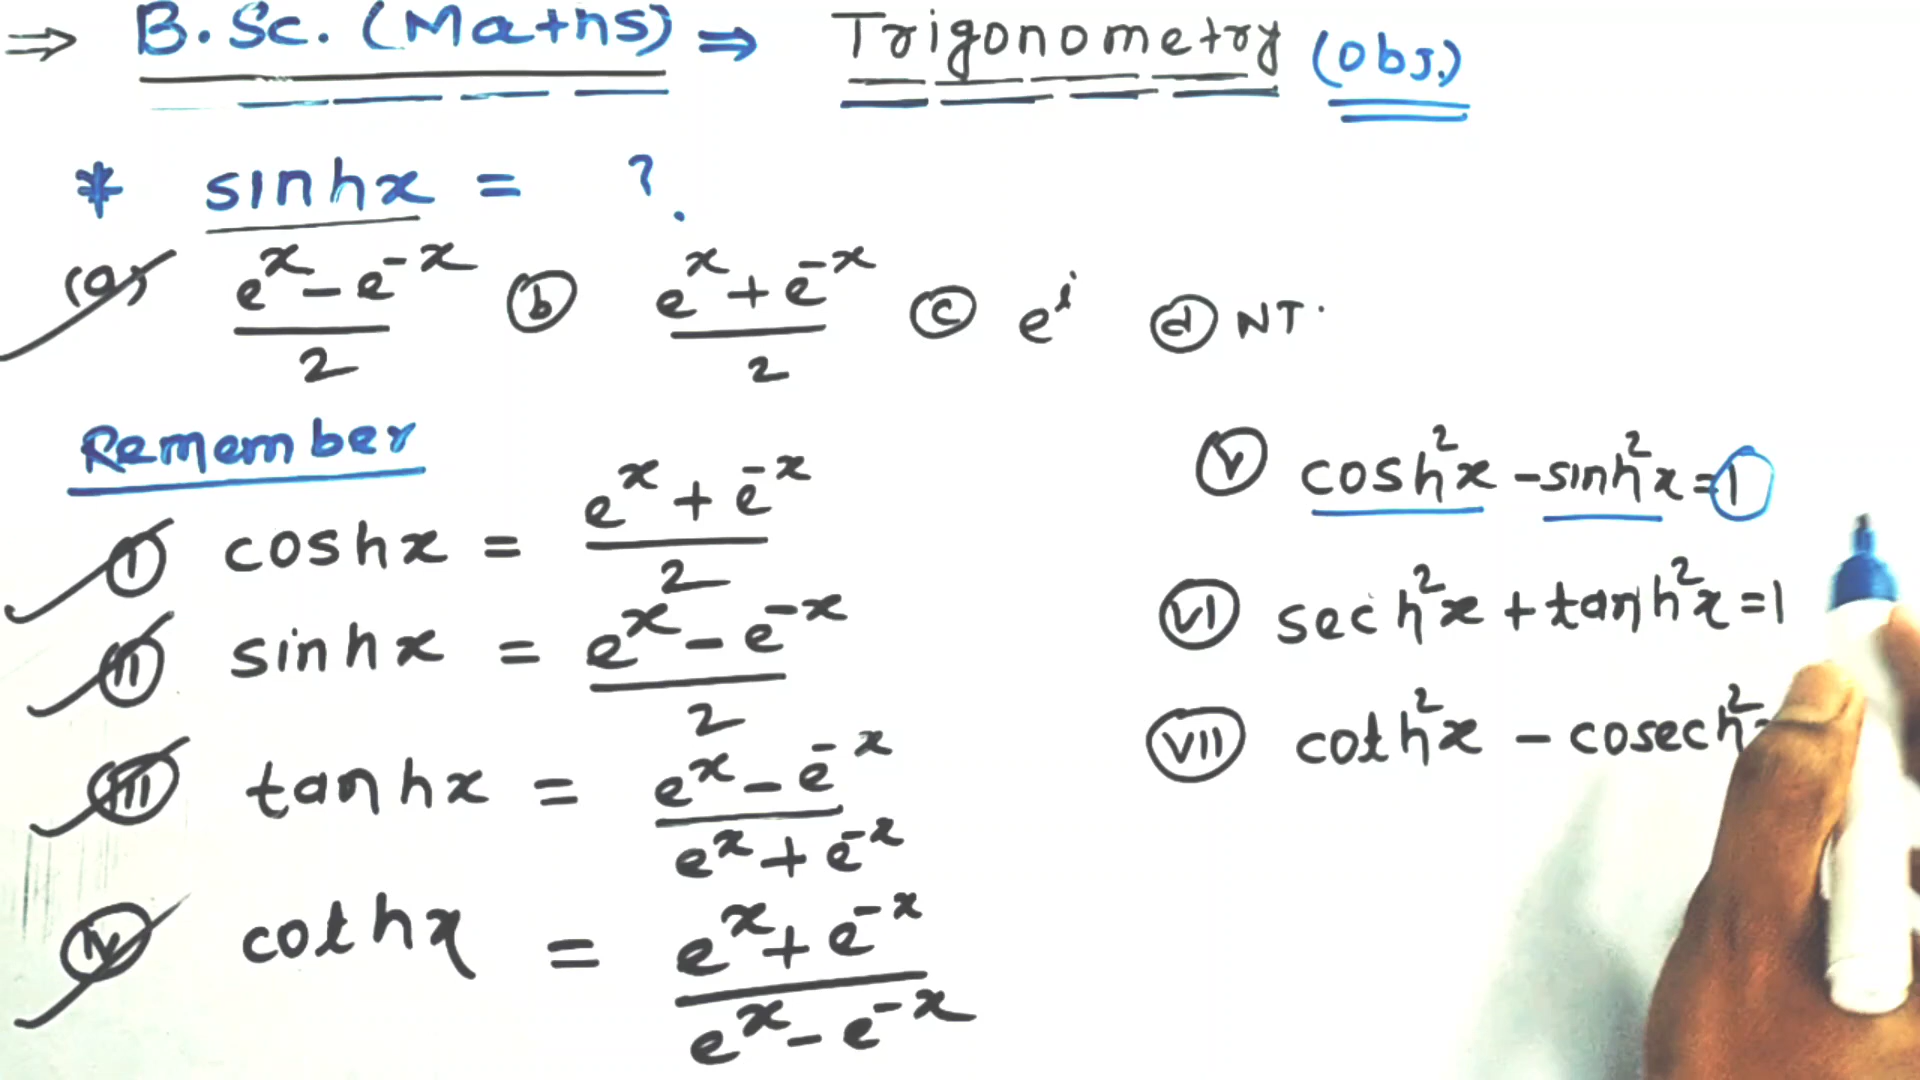 ⇒ B.Sc. (Maths) ⇒ Trigonometry (Obj.)
* sinhx = ?
(a) e^x - e^-x / 2 (b) e^x + e^-x / 2 (c) e^i (d) NT.
Remember
(i) coshx = e^x + e^-x / 2
(ii) sinhx = e^x - e^-x / 2
(iii) tanhx = e^x - e^-x / e^x + e^-x
(iv) cothx = e^x + e^-x / e^x - e^-x
(v) cosh²x - sinh²x = 1
(vi) sech²x + tanh²x = 1
(vii) coth²x - cosech²